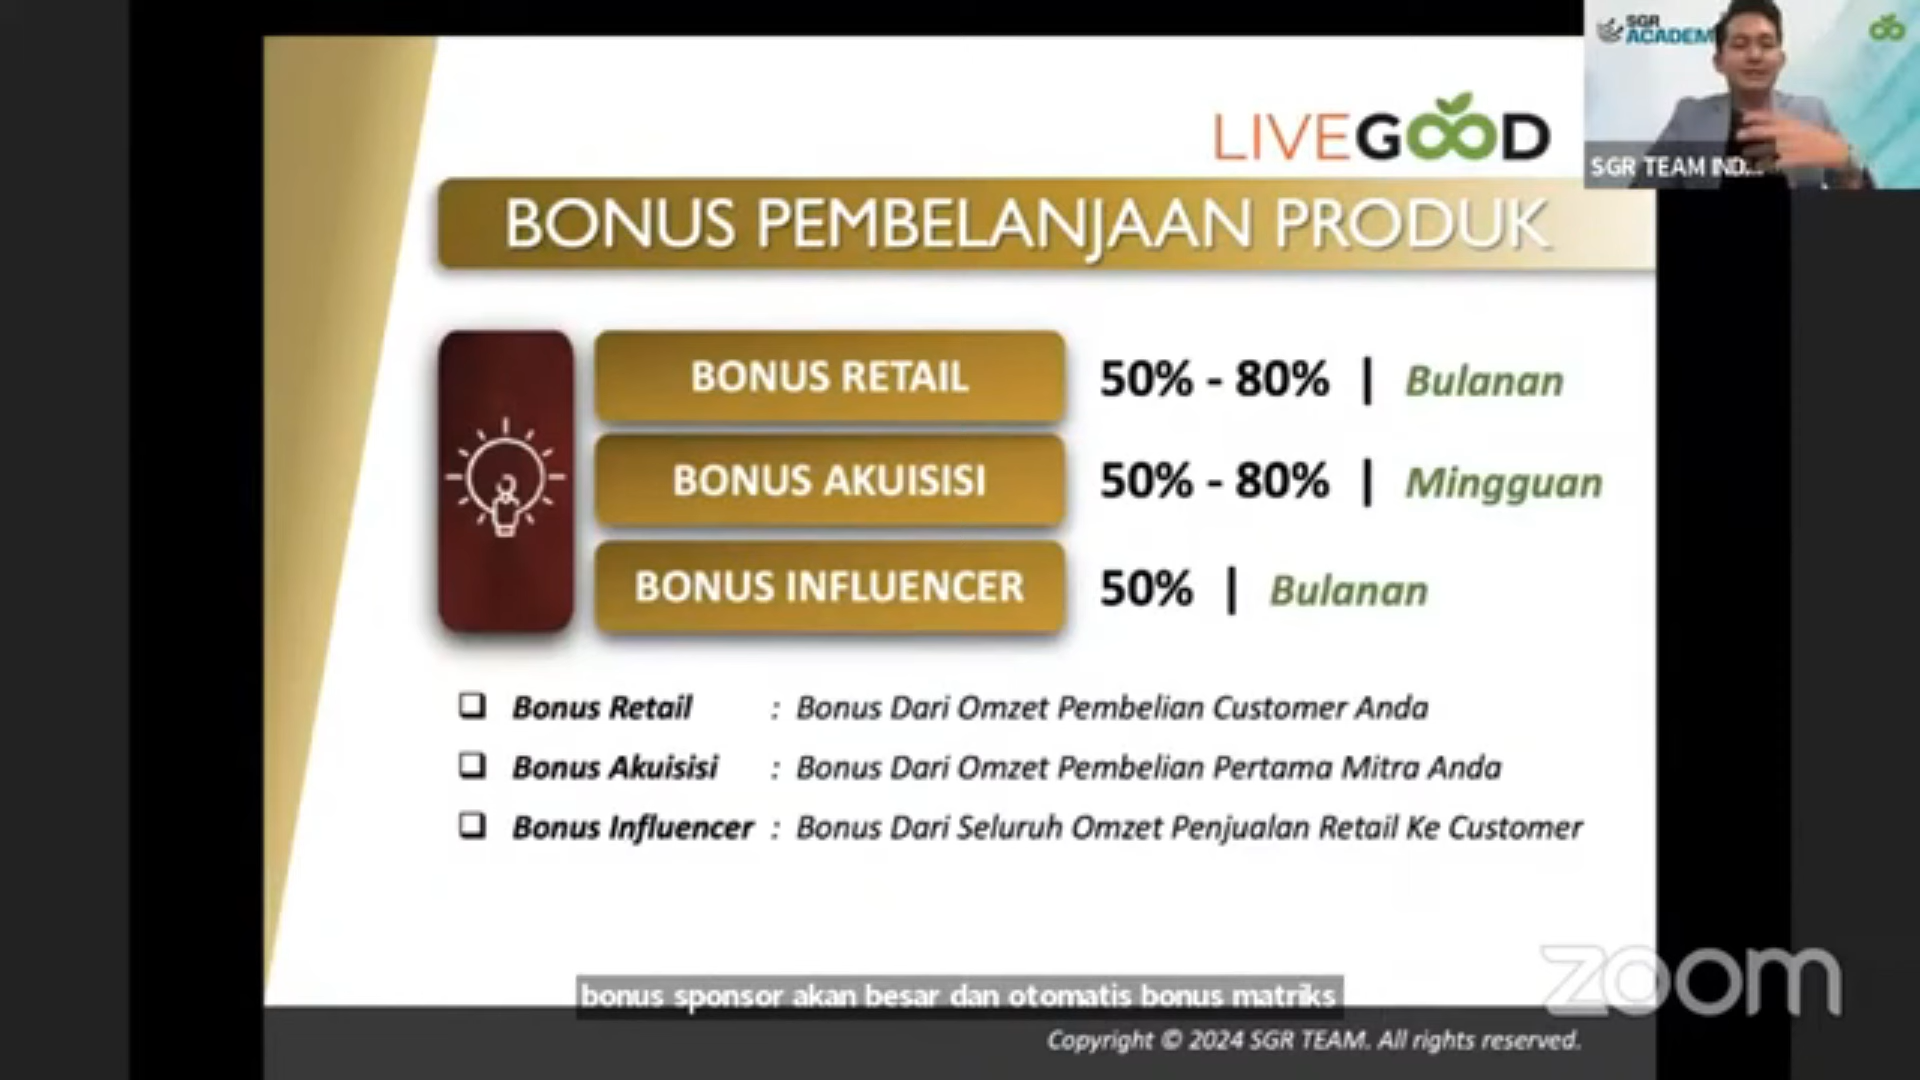 SGR
ACADEM
LIVEGOOD
SGR TEAM IND...
BONUS PEMBELANJAAN PRODUK
BONUS RETAIL 50% - 80% | Bulanan
BONUS AKUISISI 50% - 80% | Mingguan
BONUS INFLUENCER 50% | Bulanan
❑ Bonus Retail : Bonus Dari Omzet Pembelian Customer Anda
❑ Bonus Akuisisi : Bonus Dari Omzet Pembelian Pertama Mitra Anda
❑ Bonus Influencer : Bonus Dari Seluruh Omzet Penjualan Retail Ke Customer
zoom
bonus sponsor akan besar dan otomatis bonus matriks
Copyright © 2024 SGR TEAM. All rights reserved.